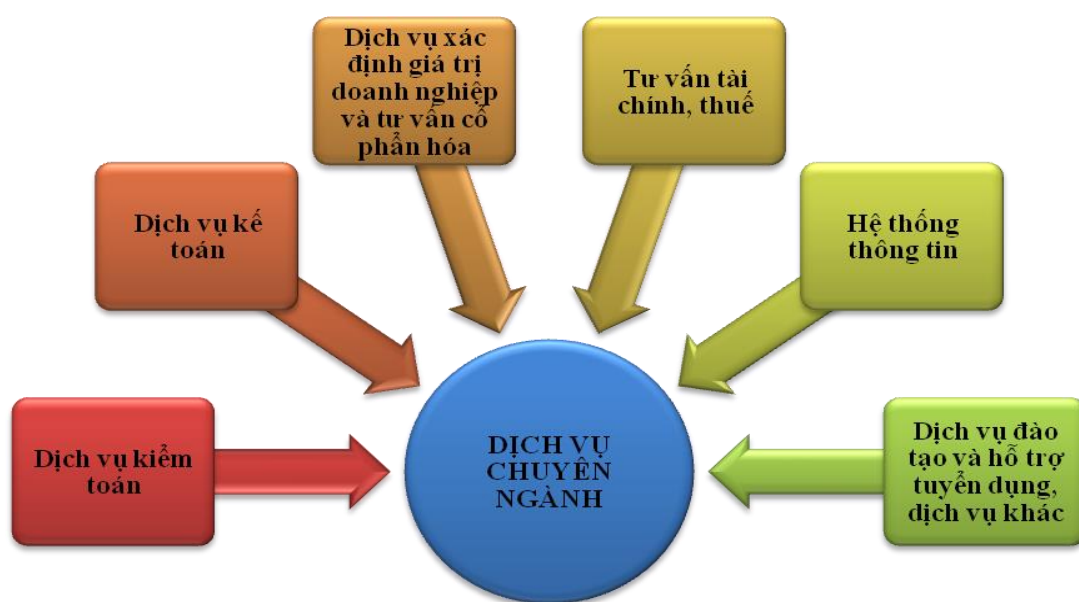 Dịch vụ xác
định giá trị
doanh nghiệp
và tư vấn cổ
phẩn hóa
Tư vấn tài
chính, thuế
Dịch vụ kế
toán
Hệ thống
thông tin
Dịch vụ kiểm
toán
DỊCH VỤ
CHUYÊN
NGÀNH
Dịch vụ đào
tạo và hỗ trợ
tuyển dụng,
dịch vụ khác